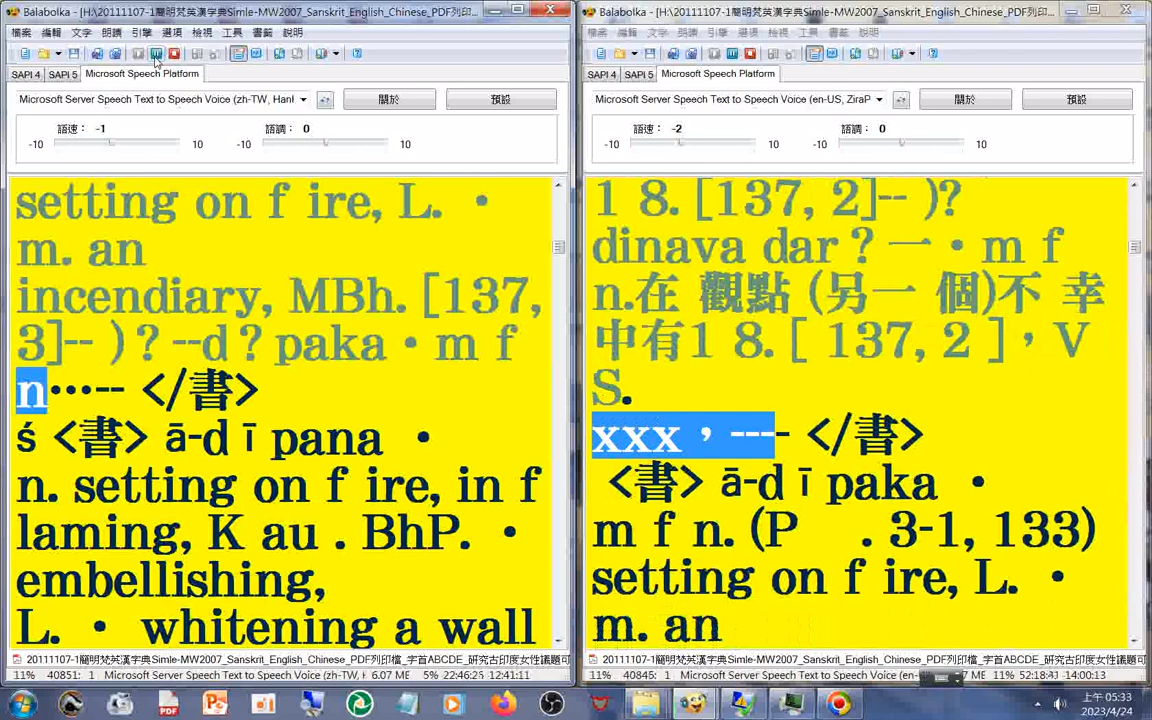 Balabolka - [H:\20111107-1簡明梵英漢字典Simle-MW2007_Sanskrit_English_Chinese_PDF列印...
檔案 編輯 文字 朗讀 引擎 選項 檢視 工具 書籤 說明
SAPI 4 SAPI 5 Microsoft Speech Platform
Microsoft Server Speech Text to Speech Voice (zh-TW, Hanl
關於 預設
語速： -1 語調： 0
-10 10 -10 10
setting on f ire, L. •
m. an
incendiary, MBh. [137,
3]-- ) ? --d ? paka • m f
n…-- </書>
ś <書> ā-d ī pana •
n. setting on f ire, in f
laming, K au . BhP. •
embellishing,
L. • whitening a wall
20111107-1簡明梵英漢字典Simle-MW2007_Sanskrit_English_Chinese_PDF列印檔_字首ABCDE_研究古印度女性議題可
11% 40851: 1 Microsoft Server Speech Text to Speech Voice (zh-TW, H 6.07 ME 5% 22:46:25 12:41:11
Balabolka - [H:\20111107-1簡明梵英漢字典Simle-MW2007_Sanskrit_English_Chinese_PDF列印...
檔案 編輯 文字 朗讀 引擎 選項 檢視 工具 書籤 說明
SAPI 4 SAPI 5 Microsoft Speech Platform
Microsoft Server Speech Text to Speech Voice (en-US, ZiraP
關於 預設
語速： -2 語調： 0
-10 10 -10 10
1 8. [137, 2]-- )?
dinava dar ? 一 • m f
n.在 觀點 (另一 個)不 幸
中有1 8. [ 137, 2 ]，V
S.
xxx，---- </書>
<書> ā-d ī paka •
m f n. (P . 3-1, 133)
setting on f ire, L. •
m. an
20111107-1簡明梵英漢字典Simle-MW2007_Sanskrit_English_Chinese_PDF列印檔_字首ABCDE_研究古印度女性議題可
11% 40845: 1 Microsoft Server Speech Text to Speech Voice (en-US 11% 52:18:4 14:00:13
上午 05:33
2023/4/24